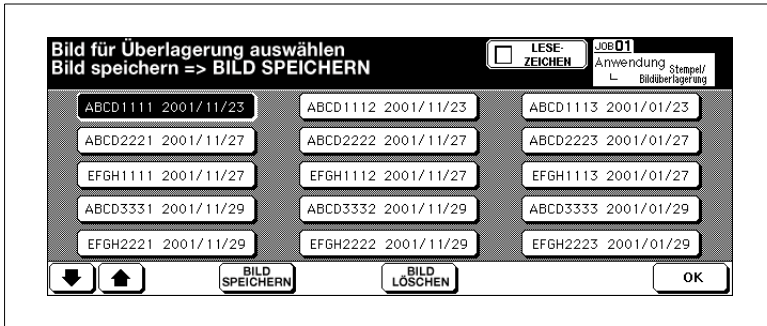 Bild für Überlagerung auswählen
Bild speichern => BILD SPEICHERN
LESE-
ZEICHEN
JOB 01
Anwendung
Stempel/
Bildüberlagerung
ABCD1111 2001/11/23 ABCD1112 2001/11/23 ABCD1113 2001/01/23
ABCD2221 2001/11/27 ABCD2222 2001/11/27 ABCD2223 2001/01/27
EFGH1111 2001/11/27 EFGH1112 2001/11/27 EFGH1113 2001/01/27
ABCD3331 2001/11/29 ABCD3332 2001/11/29 ABCD3333 2001/01/29
EFGH2221 2001/11/29 EFGH2222 2001/11/29 EFGH2223 2001/01/29
BILD
SPEICHERN
BILD
LÖSCHEN
OK